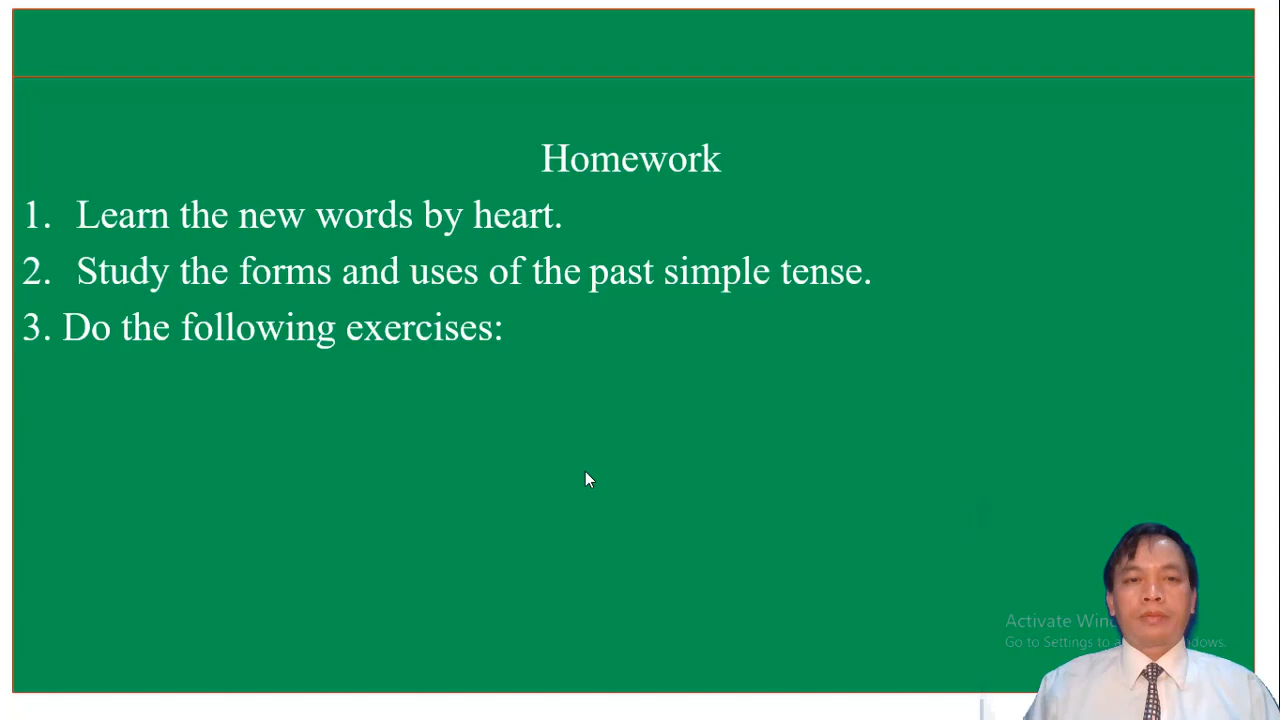 Homework
1. Learn the new words by heart.
2. Study the forms and uses of the past simple tense.
3. Do the following exercises:
Activate
Go to Settings to